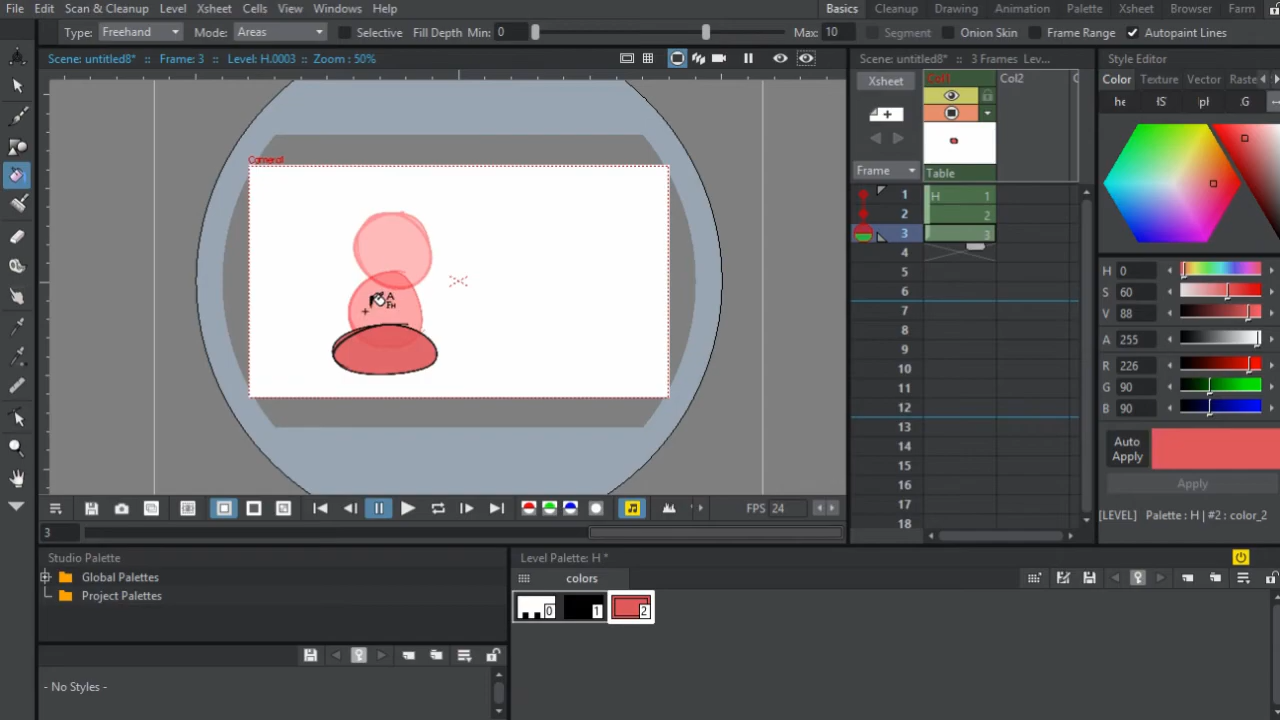 File Edit Scan & Cleanup Level Xsheet Cells View Windows Help Basics Cleanup Drawing Animation Palette Xsheet Browser Farm
Type: Freehand Mode: Areas Selective Fill Depth Min: 0 Max: 10 Segment Onion Skin Frame Range Autopaint Lines
Scene: untitled8* :: Frame: 3 :: Level: H.0003 :: Zoom : 50%
Scene: untitled8* :: 3 Frames Lev...
Style Editor
Xsheet
Col2
Color Texture Vector Raste
Camera1
Frame
Table
1 H 1
2 2
3 3
4
5
6
7
8
9
10
11
12
13
14
15
16
17
18
H 0
S 60
V 88
A 255
R 226
G 90
B 90
Auto Apply
Apply
[LEVEL] Palette : H | #2 : color_2
FPS 24
3
Studio Palette
Global Palettes
Project Palettes
- No Styles -
Level Palette: H *
colors
0 1 2